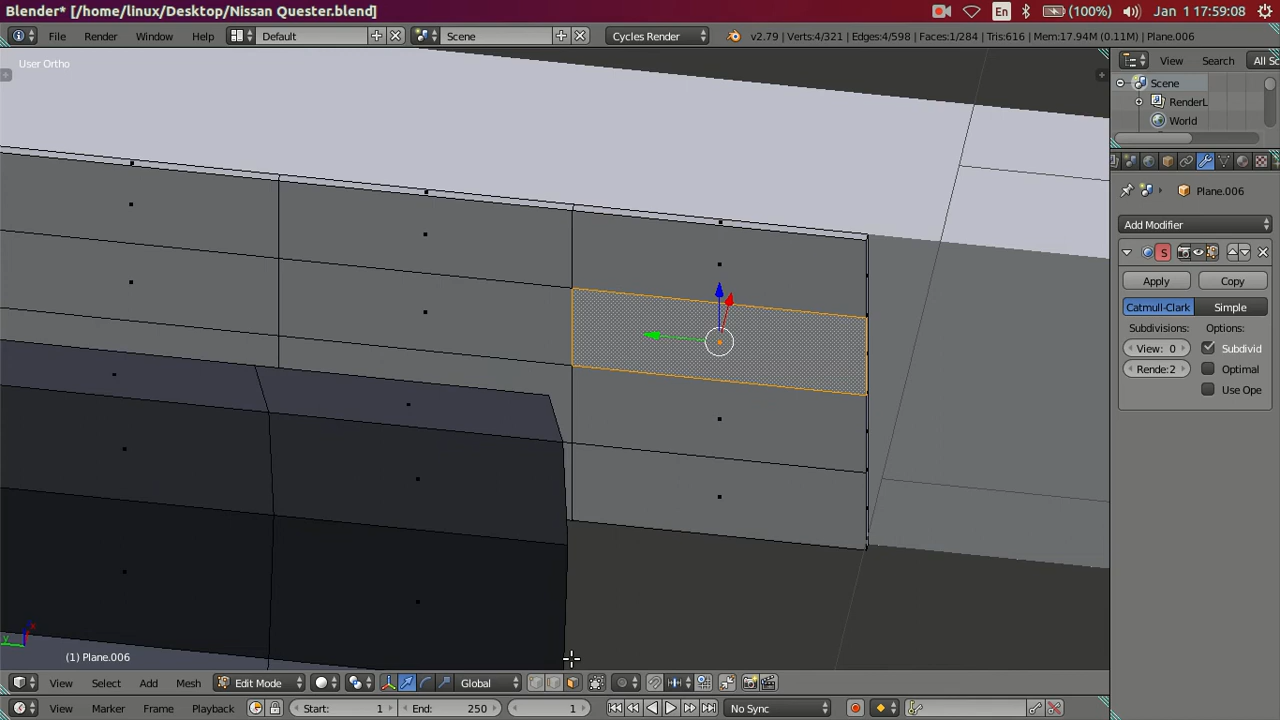 Blender* [/home/linux/Desktop/Nissan Quester.blend]
En
(100%)
Jan 1 17:59:08
File Render Window Help Default Scene Cycles Render v2.79 | Verts:4/321 | Edges:4/598 | Faces:1/284 | Tris:616 | Mem:17.94M (0.11M) | Plane.006
View Search All Sc
User Ortho
Scene
RenderL
World
Plane.006
Add Modifier
S
Apply Copy
Catmull-Clark Simple
Subdivisions: Options:
View: 0 Subdivid
Rende:2 Optimal
Use Ope
y x
(1) Plane.006
View Select Add Mesh Edit Mode Global
View Marker Frame Playback Start: 1 End: 250 1 No Sync